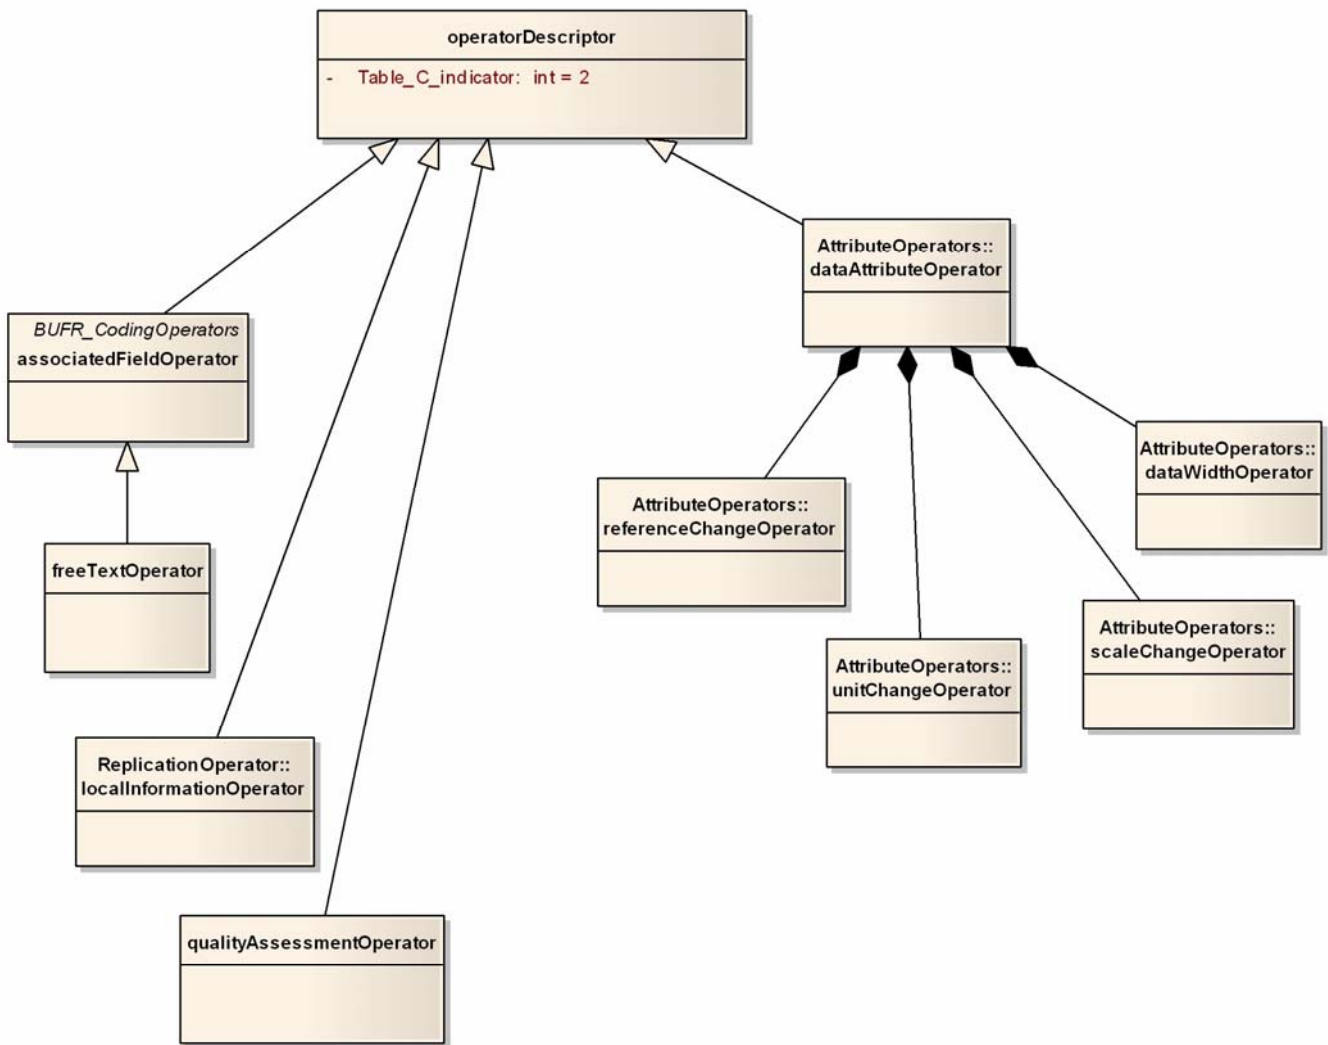 operatorDescriptor
- Table_C_indicator: int = 2
AttributeOperators::
dataAttributeOperator
BUFR_CodingOperators
associatedFieldOperator
AttributeOperators::
dataWidthOperator
AttributeOperators::
referenceChangeOperator
freeTextOperator
AttributeOperators::
scaleChangeOperator
AttributeOperators::
unitChangeOperator
ReplicationOperator::
localInformationOperator
qualityAssessmentOperator